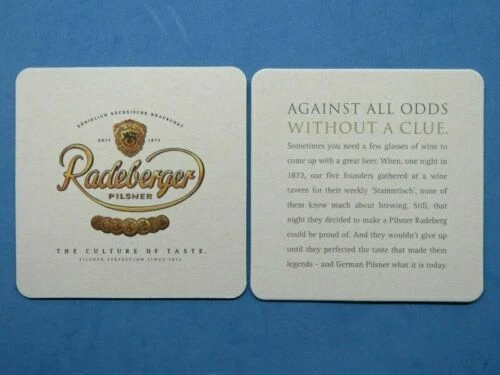 KÖNIGLICH SÄCHSISCHE BRAUKUNST
SEIT 1872
Radeberger
PILSNER
THE CULTURE OF TASTE.
PILSNER PERFECTION SINCE 1872.
AGAINST ALL ODDS
WITHOUT A CLUE.
Sometimes you need a few glasses of wine to
come up with a great beer. When, one night in
1872, our five founders gathered at a wine
tavern for their weekly 'Stammtisch', none of
them knew much about brewing. Still, that
night they decided to make a Pilsner Radeberg
could be proud of. And they wouldn't give up
until they perfected the taste that made them
legends - and German Pilsner what it is today.